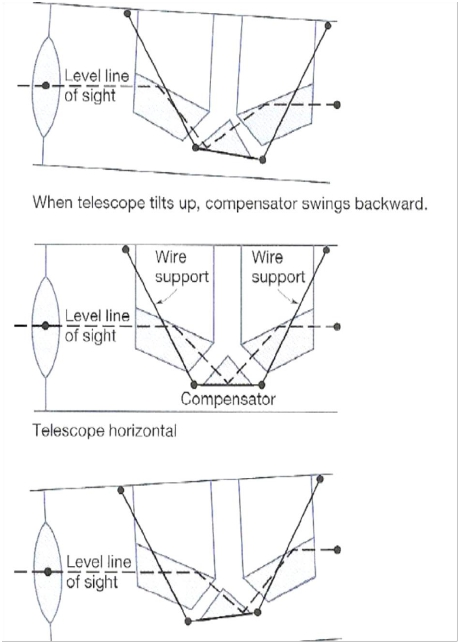 Level line
of sight
When telescope tilts up, compensator swings backward.
Wire
support
Wire
support
Level line
of sight
Compensator
Telescope horizontal
Level line
of sight